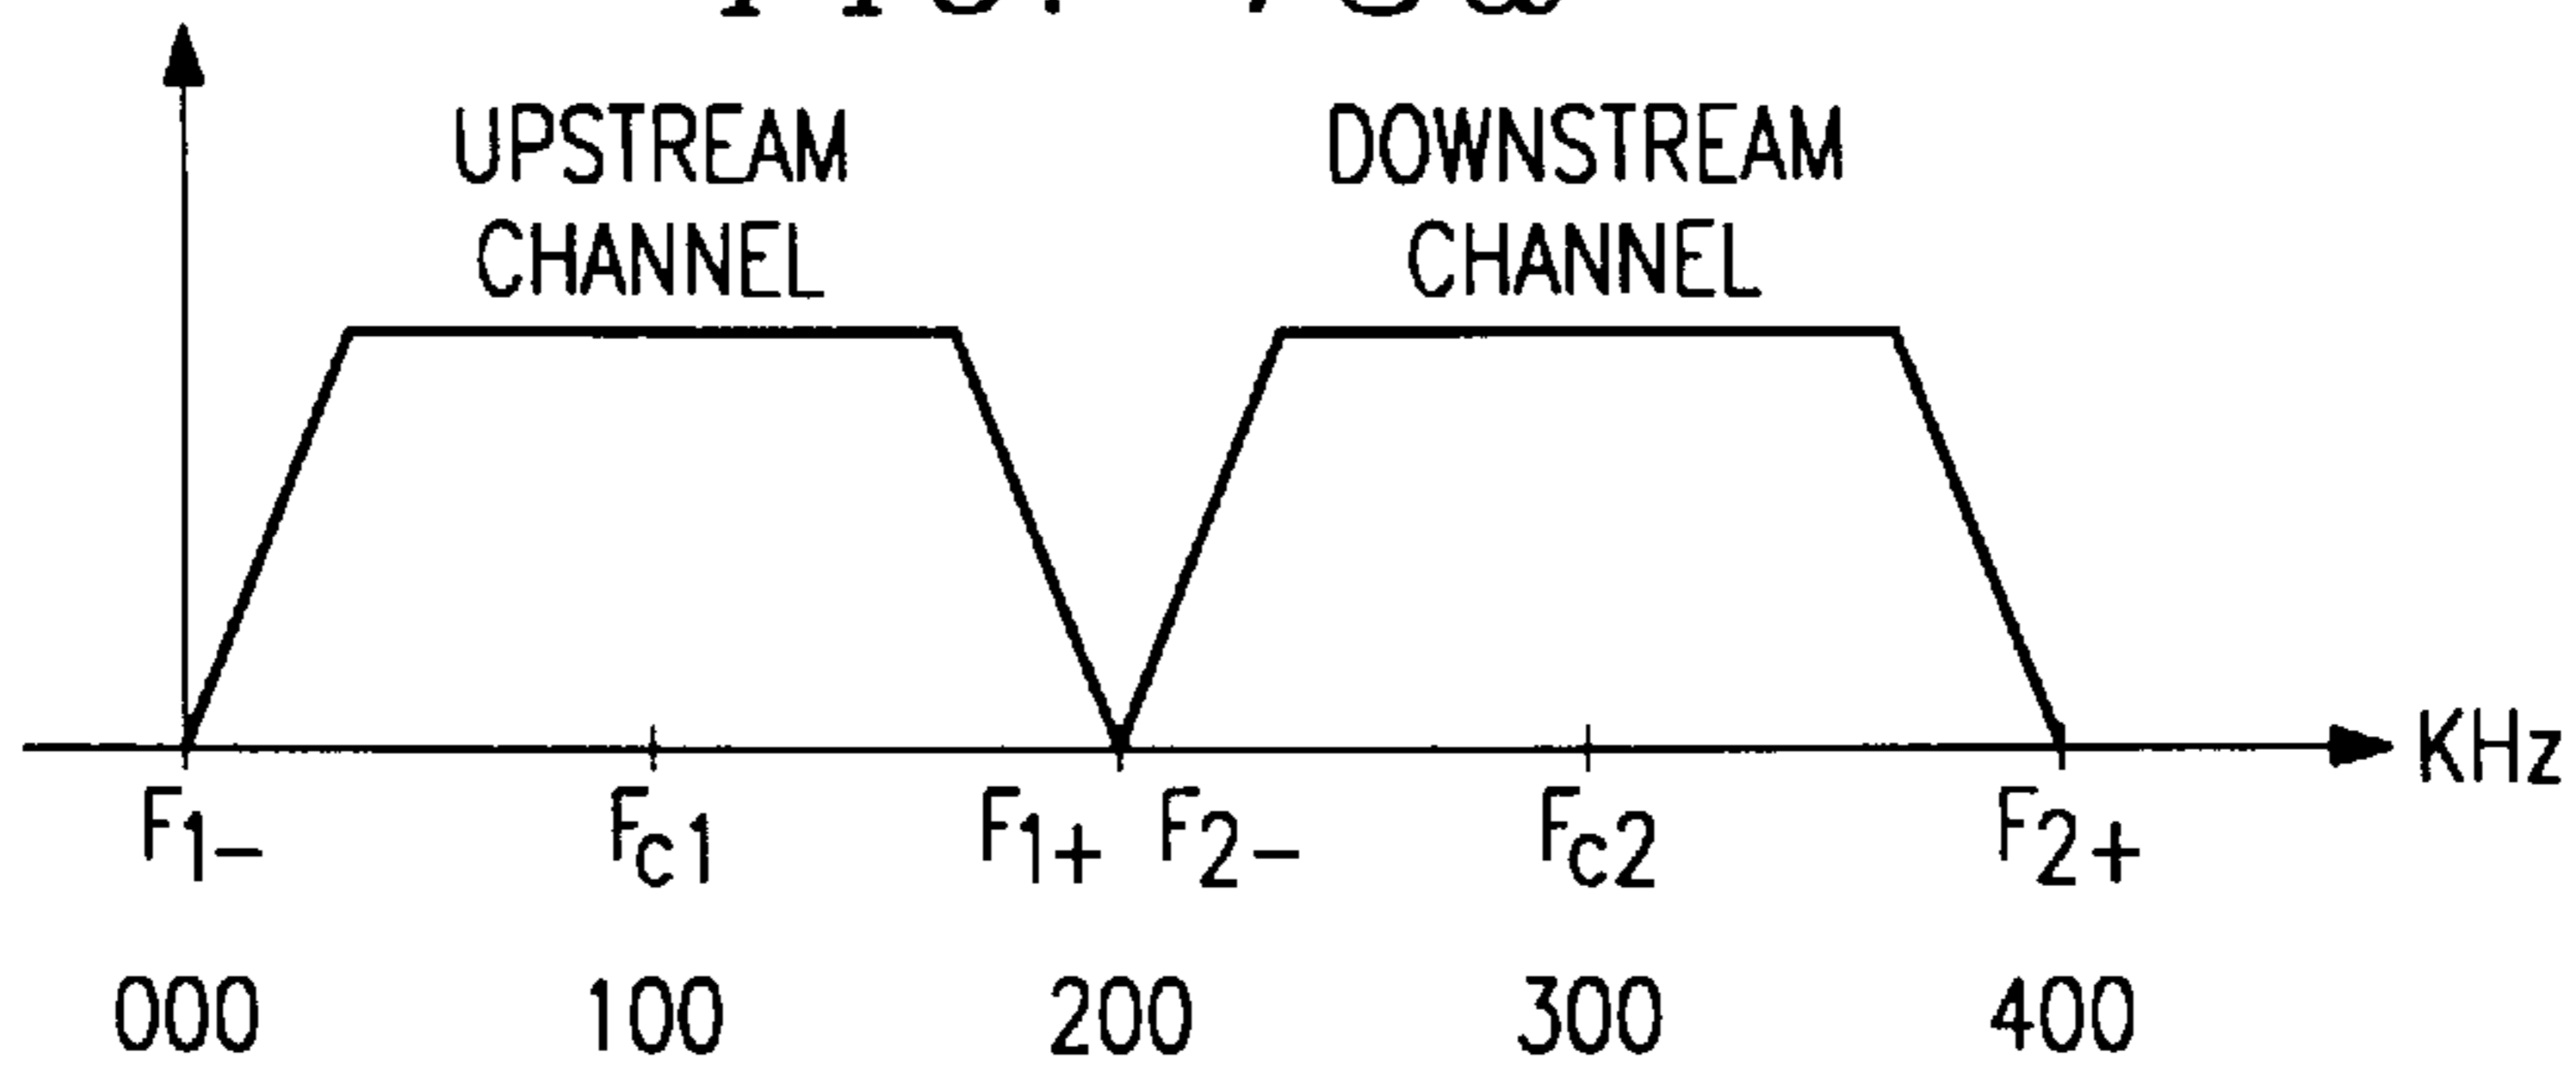 UPSTREAM
CHANNEL
DOWNSTREAM
CHANNEL
KHz
F1- Fc1 F1+ F2- Fc2 F2+
000 100 200 300 400